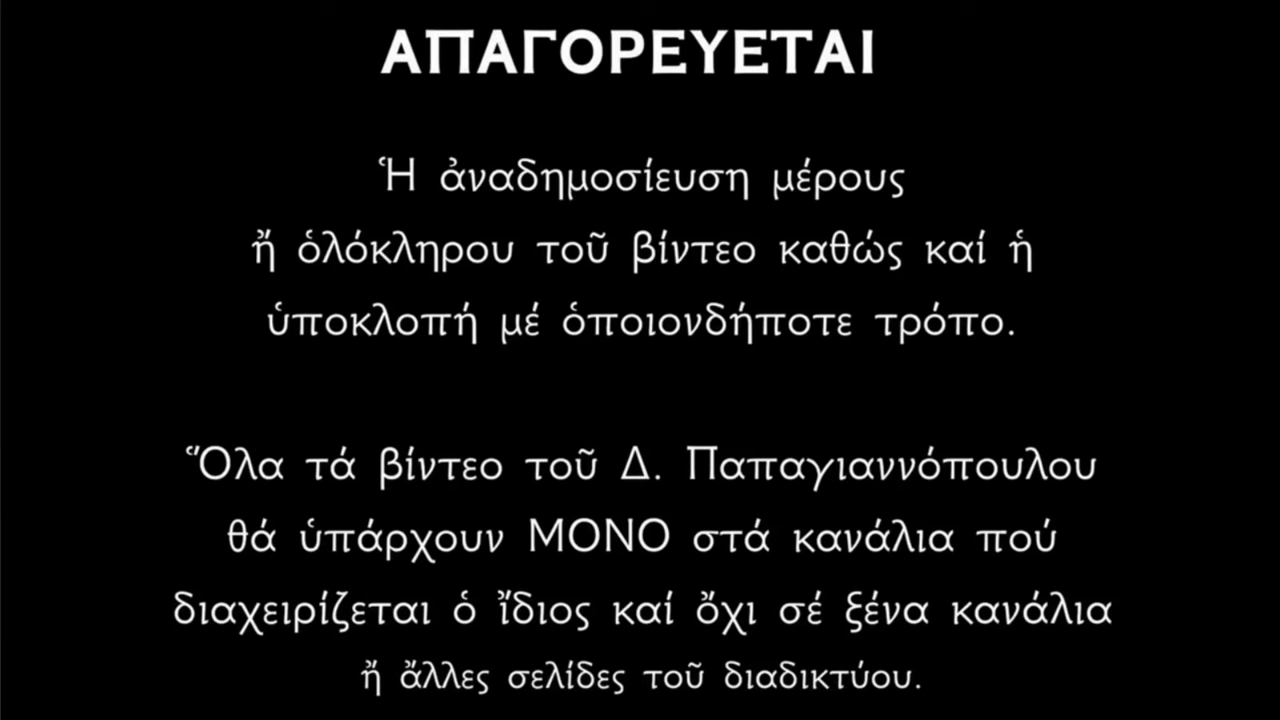 ΑΠΑΓΟΡΕΥΕΤΑΙ
Ἡ ἀναδημοσίευση μέρους
ἤ ὁλόκληρου τοῦ βίντεο καθώς καί ἡ
ὑποκλοπή μέ ὁποιονδήποτε τρόπο.
Ὅλα τά βίντεο τοῦ Δ. Παπαγιαννόπουλου
θά ὑπάρχουν ΜΟΝΟ στά κανάλια πού
διαχειρίζεται ὁ ἴδιος καί ὄχι σέ ξένα κανάλια
ἤ ἄλλες σελίδες τοῦ διαδικτύου.